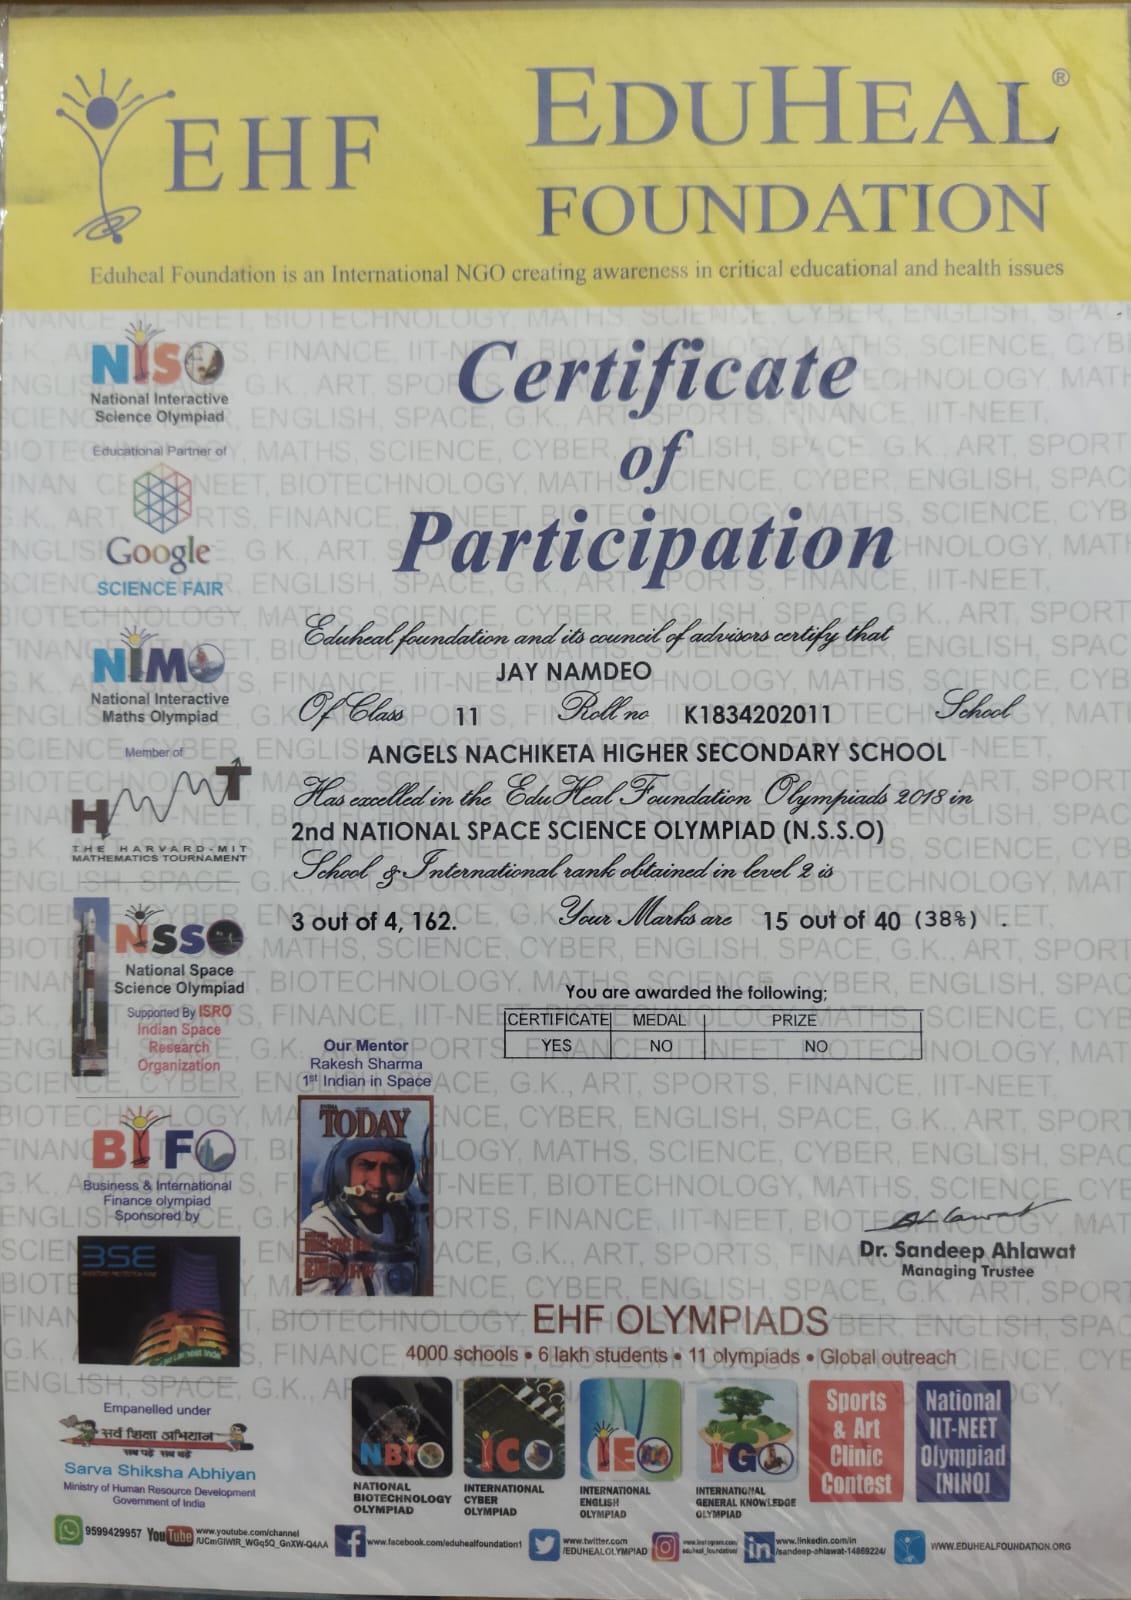 EHF
EDUHEAL®
FOUNDATION
Eduheal Foundation is an International NGO creating awareness in critical educational and health issues
NISO
National Interactive
Science Olympiad
Educational Partner of
Google
SCIENCE FAIR
NIMO
National Interactive
Maths Olympiad
Member of
HMMT
THE HARVARD-MIT
MATHEMATICS TOURNAMENT
NSSO
National Space
Science Olympiad
Supported By ISRO
Indian Space
Research
Organization
BIFO
Business & International
Finance olympiad
Sponsored by
BSE
Empanelled under
सर्व शिक्षा अभियान
सब पढ़ें सब बढ़ें
Sarva Shiksha Abhiyan
Ministry of Human Resource Development
Government of India
Certificate
of
Participation
Eduheal foundation and its council of advisors certify that
JAY NAMDEO
Of Class 11 Roll no K1834202011 School
ANGELS NACHIKETA HIGHER SECONDARY SCHOOL
Has excelled in the EduHeal Foundation Olympiads 2018 in
2nd NATIONAL SPACE SCIENCE OLYMPIAD (N.S.S.O)
School & International rank obtained in level 2 is
3 out of 4, 162. Your Marks are 15 out of 40 (38%) .
You are awarded the following;
CERTIFICATE MEDAL PRIZE
YES NO NO
Our Mentor
Rakesh Sharma
1st Indian in Space
TODAY
Dr. Sandeep Ahlawat
Managing Trustee
EHF OLYMPIADS
4000 schools • 6 lakh students • 11 olympiads • Global outreach
NBIO
NATIONAL
BIOTECHNOLOGY
OLYMPIAD
ICO
INTERNATIONAL
CYBER
OLYMPIAD
IEO
INTERNATIONAL
ENGLISH
OLYMPIAD
IGO
INTERNATIONAL
GENERAL KNOWLEDGE
OLYMPIAD
Sports
& Art
Clinic
Contest
National
IIT-NEET
Olympiad
[NINO]
9599429957
YouTube
www.youtube.com/channel
www.facebook.com/eduhealfoundation1
www.twitter.com
/EDUHEALOLYMPIAD
www.instagram.com/
eduheal_foundation/
www.linkedin.com/in
/sandeep-ahlawat-14869224/
WWW.EDUHEALFOUNDATION.ORG